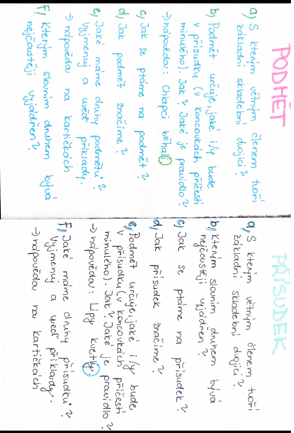 PODMĚT
a) S kterým větným členem tvoří
základní skladební dvojici?
b) Podmět určuje, jaké i/y bude
v přísudku (v koncovkách příčestí
minulého). Jak? Jaké je pravidlo?
→ nápověda: Chlapci běhali
c) Jak se ptáme na podmět?
d) Jak podmět značíme?
e) Jaké máme druhy podmětu?
Vyjmenuj a uveď příklady.
→ nápověda na kartičkách
f) Kterým slovním druhem bývá
nejčastěji vyjádřen?
PŘÍSUDEK
a) S kterým větným členem tvoří
základní skladební dvojici?
b) Kterým slovním druhem bývá
nejčastěji vyjádřen?
c) Jak se ptáme na přísudek?
d) Jak přísudek značíme?
e) Podmět určuje, jaké i/y bude
v přísudku (v koncovkách příčestí
minulého). Jak? Jaké je pravidlo?
→ nápověda: Lípy kvetly
f) Jaké máme druhy přísudku?
Vyjmenuj a uveď příklady.
→ nápověda na kartičkách